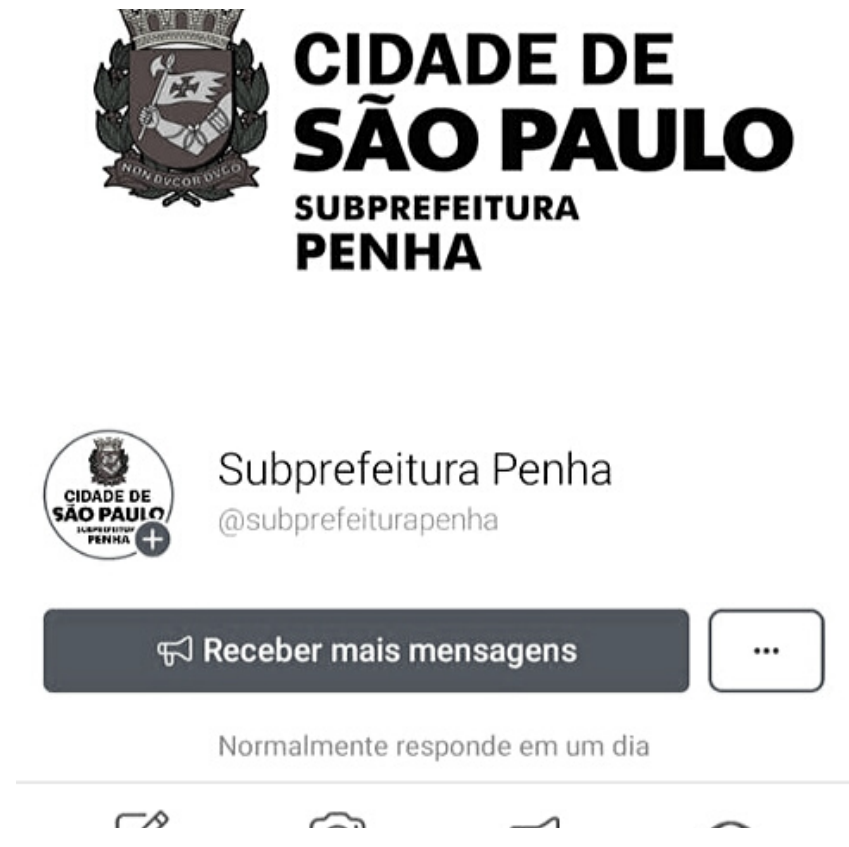 NON DVCOR DVCO
CIDADE DE
SÃO PAULO
SUBPREFEITURA
PENHA
CIDADE DE
SÃO PAULO
SUBPREFEITURA
PENHA
Subprefeitura Penha
@subprefeiturapenha
Receber mais mensagens
...
Normalmente responde em um dia